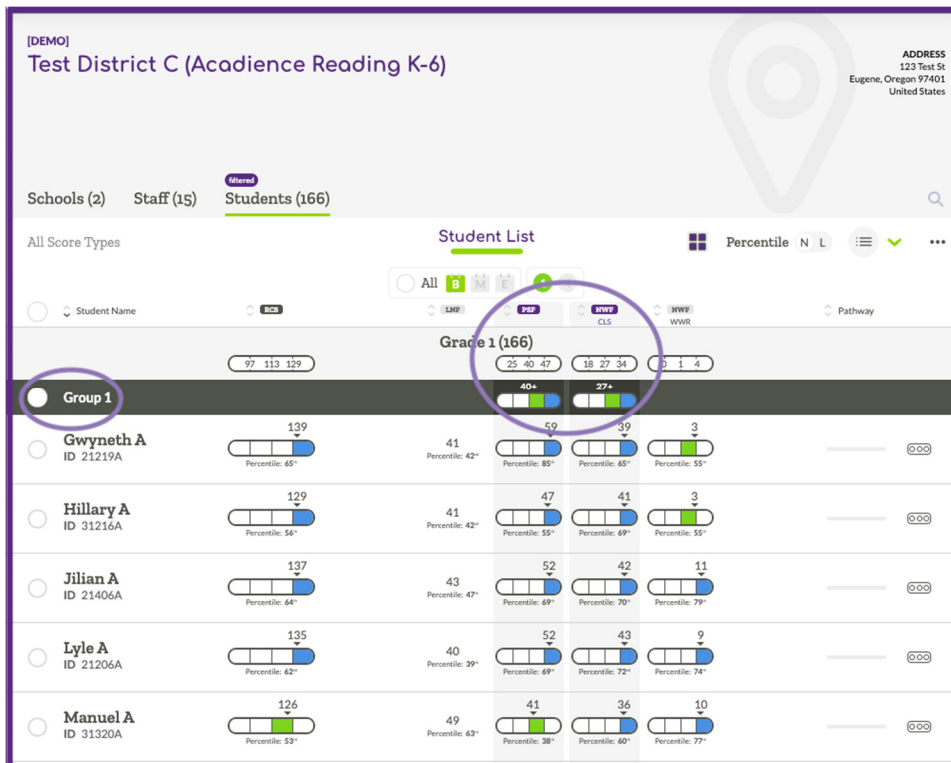 [DEMO]
Test District C (Acadience Reading K-6)
ADDRESS
123 Test St
Eugene, Oregon 97401
United States
filtered
Schools (2) Staff (15) Students (166)
All Score Types Student List Percentile N L
All B M E
Student Name RCS LNF PSF NWF NWF Pathway
CLS WWR
Grade 1 (166)
97 113 129 25 40 47 18 27 34 0 1 4
Group 1 40+ 27+
139 59 39 3
Gwyneth A 41
ID 21219A Percentile: 65th Percentile: 42nd Percentile: 85th Percentile: 65th Percentile: 55th
129 47 41 3
Hillary A 41
ID 31216A Percentile: 56th Percentile: 42nd Percentile: 55th Percentile: 69th Percentile: 55th
137 52 42 11
Jilian A 43
ID 21406A Percentile: 64th Percentile: 47th Percentile: 69th Percentile: 70th Percentile: 79th
135 52 43 9
Lyle A 40
ID 21206A Percentile: 62nd Percentile: 39th Percentile: 69th Percentile: 72nd Percentile: 74th
126 41 36 10
Manuel A 49
ID 31320A Percentile: 53rd Percentile: 63rd Percentile: 38th Percentile: 60th Percentile: 77th